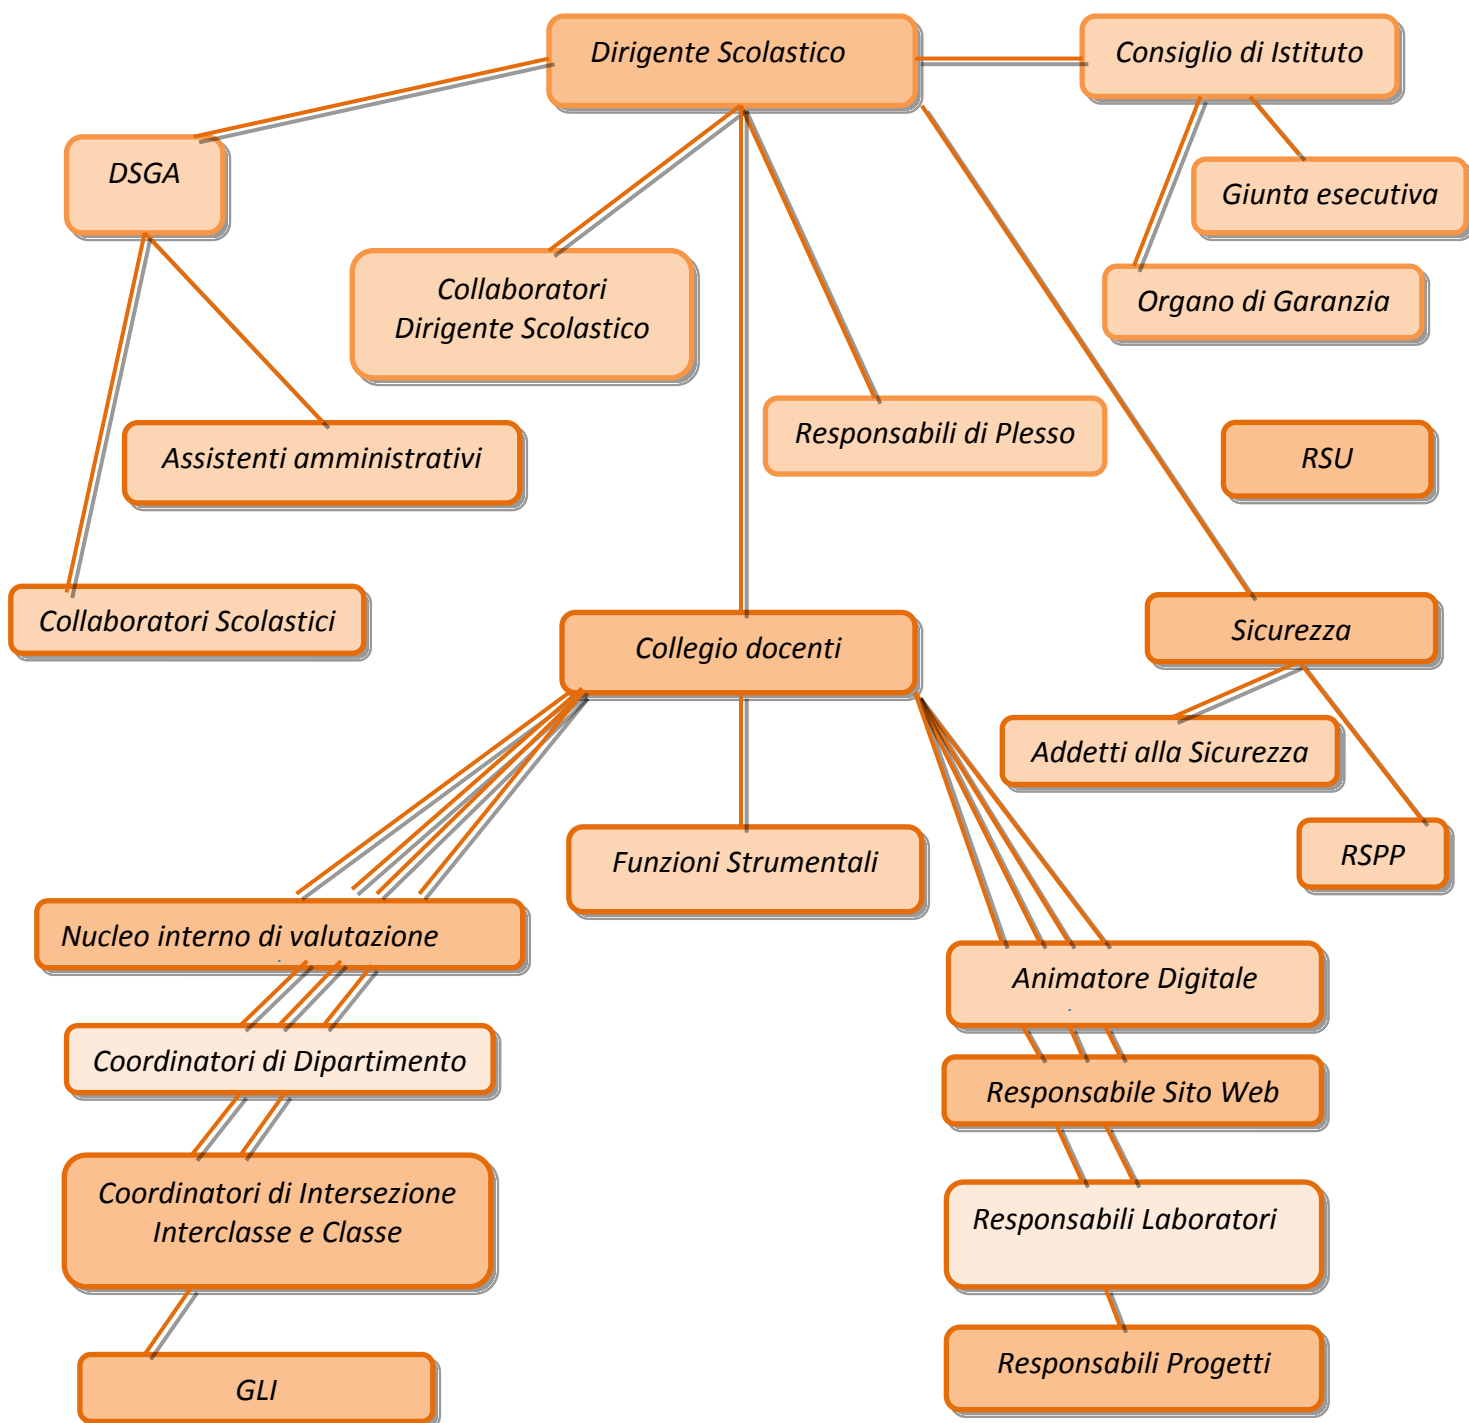 Dirigente Scolastico
Consiglio di Istituto
DSGA
Giunta esecutiva
Collaboratori
Dirigente Scolastico
Organo di Garanzia
Responsabili di Plesso
Assistenti amministrativi
RSU
Collaboratori Scolastici
Collegio docenti
Sicurezza
Addetti alla Sicurezza
Funzioni Strumentali
RSPP
Nucleo interno di valutazione
Animatore Digitale
Coordinatori di Dipartimento
Responsabile Sito Web
Coordinatori di Intersezione
Interclasse e Classe
Responsabili Laboratori
Responsabili Progetti
GLI